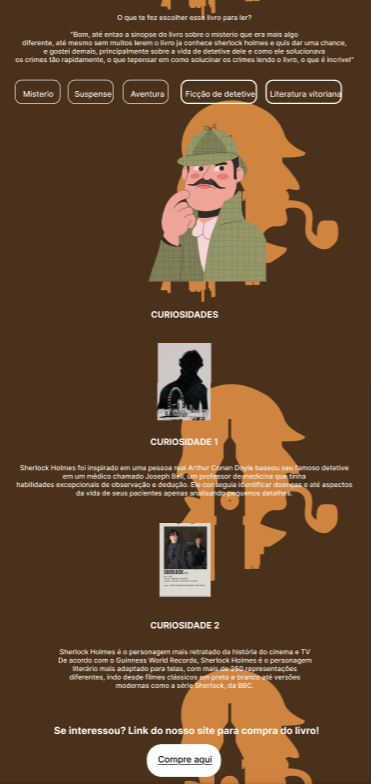 O que te fez escolher esse livro para ler?
"Bom, até entao a sinopse do livro sobre o misterio que era mais algo
diferente, até mesmo sem muitos lerem o livro ja conhece sherlock holmes e quis dar uma chance,
e gostei demais, principalmente sobre a vida de detetive dele e como ele solucionava
os crimes tão rapidamente, o que tepensar em como solucinar os crimes lendo o livro, o que é incrível"
Misterio
Suspense
Aventura
Ficção de detetive
Literatura vitoriana
CURIOSIDADES
CURIOSIDADE 1
Sherlock Holmes foi inspirado em uma pessoa real Arthur Conan Doyle baseou seu famoso detetive
em um médico chamado Joseph Bell, um professor de medicina que tinha
habilidades excepcionais de observação e dedução. Ele conseguia identificar doenças e até aspectos
da vida de seus pacientes apenas analisando pequenos detalhes.
SHERLOCK
CURIOSIDADE 2
Sherlock Holmes é o personagem mais retratado da história do cinema e TV
De acordo com o Guinness World Records, Sherlock Holmes é o personagem
literário mais adaptado para telas, com mais de 250 representações
diferentes, indo desde filmes clássicos em preto e branco até versões
modernas como a série Sherlock, da BBC.
Se interessou? Link do nosso site para compra do livro!
Compre aqui